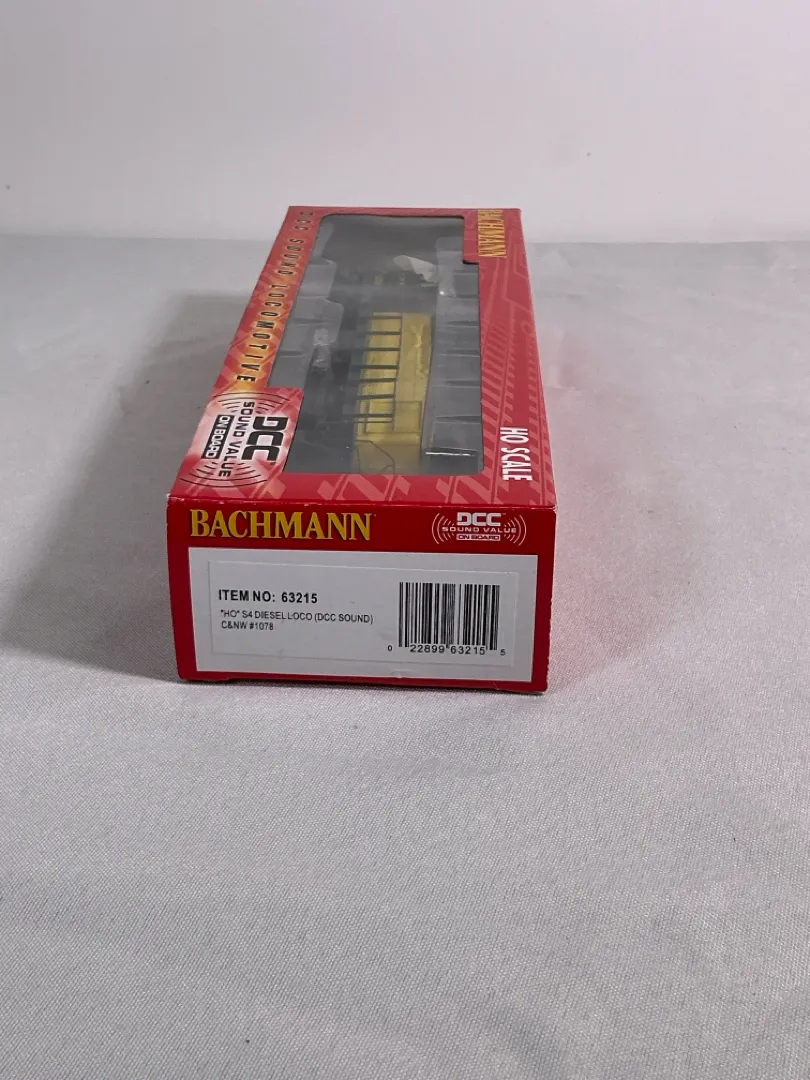 BACHMANN
HO SCALE
DCC SOUND LOCOMOTIVE
DCC
SOUND VALUE
ON BOARD
BACHMANN
DCC
SOUND VALUE
ON BOARD
ITEM NO: 63215
"HO" S4 DIESEL LOCO (DCC SOUND)
C&NW #1078
0 22899 63215 5